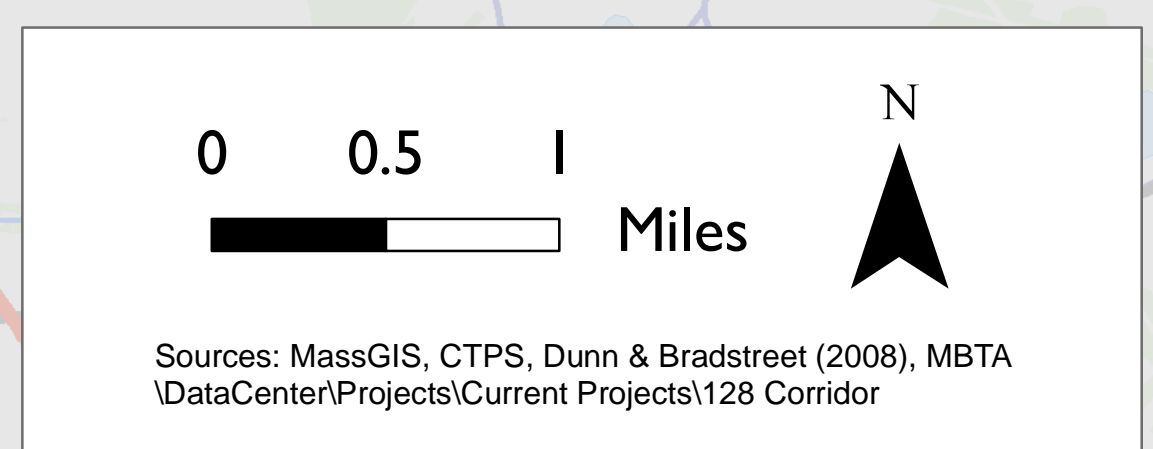 N
0 0.5 1
Miles
Sources: MassGIS, CTPS, Dunn & Bradstreet (2008), MBTA
\DataCenter\Projects\Current Projects\128 Corridor